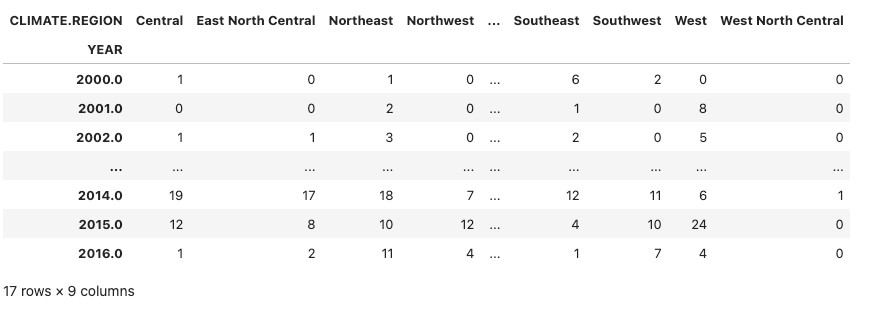 CLIMATE.REGION Central East North Central Northeast Northwest ... Southeast Southwest West West North Central
YEAR
2000.0 1 0 1 0 ... 6 2 0 0
2001.0 0 0 2 0 ... 1 0 8 0
2002.0 1 1 3 0 ... 2 0 5 0
... ... ... ... ... ... ... ... ... ...
2014.0 19 17 18 7 ... 12 11 6 1
2015.0 12 8 10 12 ... 4 10 24 0
2016.0 1 2 11 4 ... 1 7 4 0
17 rows × 9 columns